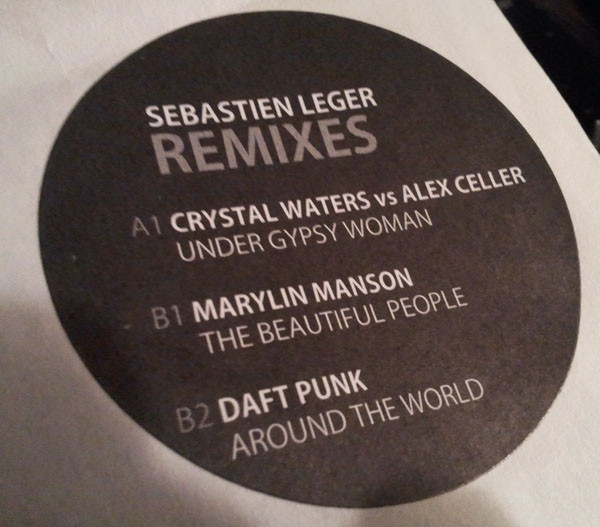 SEBASTIEN LEGER
REMIXES
A1 CRYSTAL WATERS vs ALEX CELLER
UNDER GYPSY WOMAN
B1 MARYLIN MANSON
THE BEAUTIFUL PEOPLE
B2 DAFT PUNK
AROUND THE WORLD